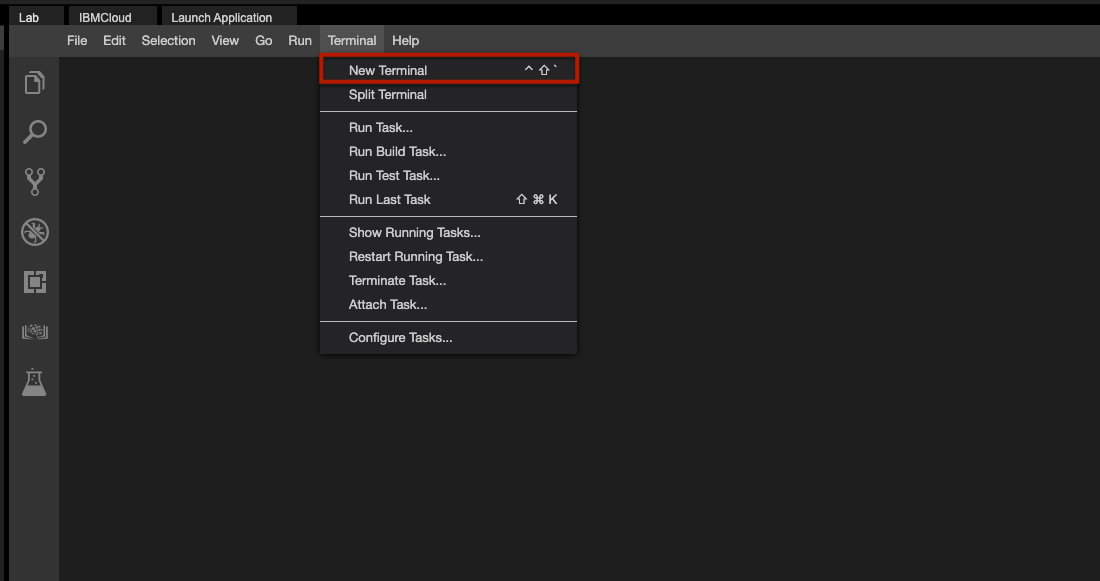 Lab IBMCloud Launch Application
File Edit Selection View Go Run Terminal Help
New Terminal ^ ⇧ `
Split Terminal
Run Task...
Run Build Task...
Run Test Task...
Run Last Task ⇧ ⌘ K
Show Running Tasks...
Restart Running Task...
Terminate Task...
Attach Task...
Configure Tasks...